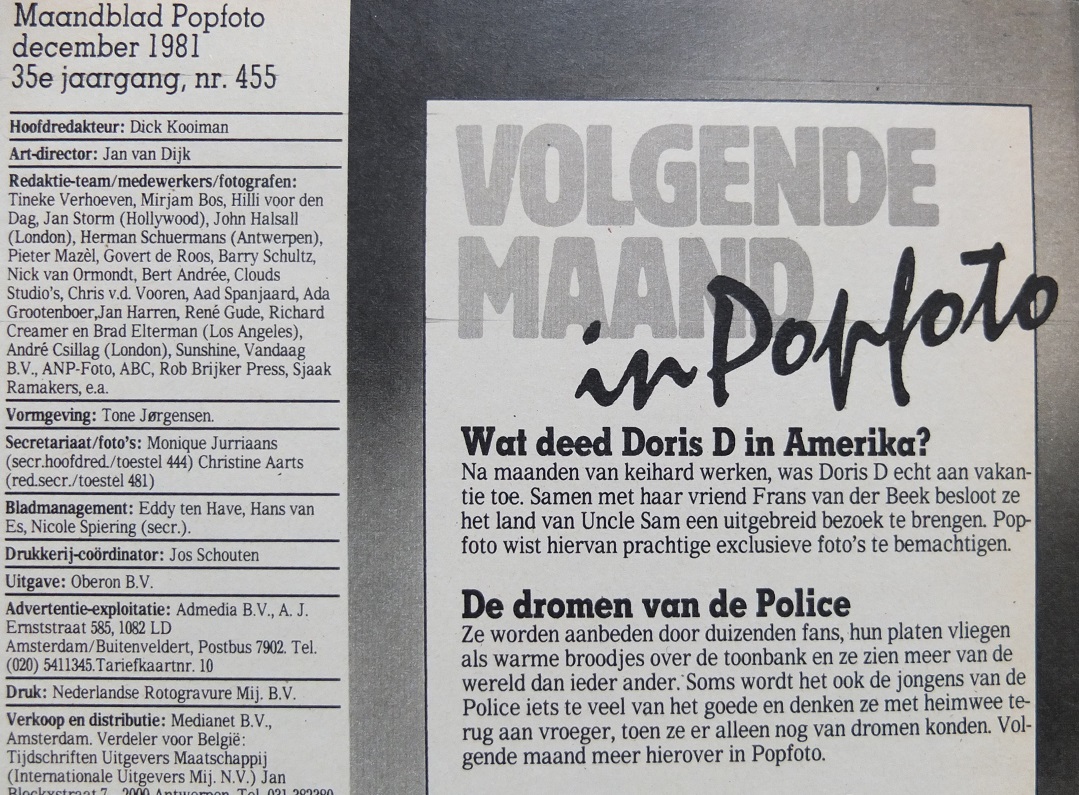 Maandblad Popfoto
december 1981
35e jaargang, nr. 455
Hoofdredakteur: Dick Kooiman
Art-director: Jan van Dijk
Redaktie-team/medewerkers/fotografen:
Tineke Verhoeven, Mirjam Bos, Hilli voor den
Dag, Jan Storm (Hollywood), John Halsall
(London), Herman Schuermans (Antwerpen),
Pieter Mazèl, Govert de Roos, Barry Schultz,
Nick van Ormondt, Bert Andrée, Clouds
Studio's, Chris v.d. Vooren, Aad Spanjaard, Ada
Grootenboer,Jan Harren, René Gude, Richard
Creamer en Brad Elterman (Los Angeles),
André Csillag (London), Sunshine, Vandaag
B.V., ANP-Foto, ABC, Rob Brijker Press, Sjaak
Ramakers, e.a.
Vormgeving: Tone Jørgensen.
Secretariaat/foto's: Monique Jurriaans
(secr.hoofdred./toestel 444) Christine Aarts
(red.secr./toestel 481)
Bladmanagement: Eddy ten Have, Hans van
Es, Nicole Spiering (secr.).
Drukkerij-coördinator: Jos Schouten
Uitgave: Oberon B.V.
Advertentie-exploitatie: Admedia B.V., A. J.
Ernststraat 585, 1082 LD
Amsterdam/Buitenveldert, Postbus 7902. Tel.
(020) 5411345.Tariefkaartnr. 10
Druk: Nederlandse Rotogravure Mij. B.V.
Verkoop en distributie: Medianet B.V.,
Amsterdam. Verdeler voor België:
Tijdschriften Uitgevers Maatschappij
(Internationale Uitgevers Mij. N.V.) Jan
Blockxstraat 7, 2000 Antwerpen. Tel. 031-
VOLGENDE
MAAND
in Popfoto
Wat deed Doris D in Amerika?
Na maanden van keihard werken, was Doris D echt aan vakan-
tie toe. Samen met haar vriend Frans van der Beek besloot ze
het land van Uncle Sam een uitgebreid bezoek te brengen. Pop-
foto wist hiervan prachtige exclusieve foto's te bemachtigen.
De dromen van de Police
Ze worden aanbeden door duizenden fans, hun platen vliegen
als warme broodjes over de toonbank en ze zien meer van de
wereld dan ieder ander. Soms wordt het ook de jongens van de
Police iets te veel van het goede en denken ze met heimwee te-
rug aan vroeger, toen ze er alleen nog van dromen konden. Vol-
gende maand meer hierover in Popfoto.